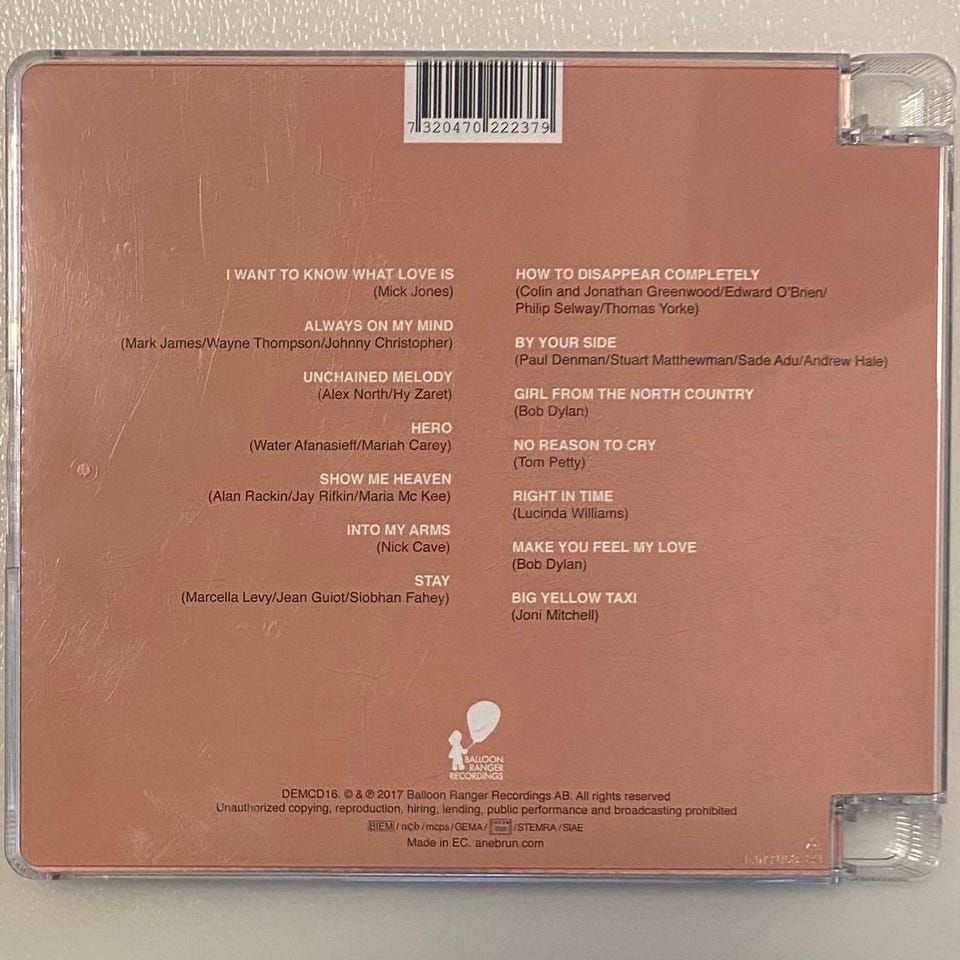 7 320470 222379
I WANT TO KNOW WHAT LOVE IS
(Mick Jones)
ALWAYS ON MY MIND
(Mark James/Wayne Thompson/Johnny Christopher)
UNCHAINED MELODY
(Alex North/Hy Zaret)
HERO
(Water Afanasieff/Mariah Carey)
SHOW ME HEAVEN
(Alan Rackin/Jay Rifkin/Maria Mc Kee)
INTO MY ARMS
(Nick Cave)
STAY
(Marcella Levy/Jean Guiot/Siobhan Fahey)
HOW TO DISAPPEAR COMPLETELY
(Colin and Jonathan Greenwood/Edward O'Brien/
Philip Selway/Thomas Yorke)
BY YOUR SIDE
(Paul Denman/Stuart Matthewman/Sade Adu/Andrew Hale)
GIRL FROM THE NORTH COUNTRY
(Bob Dylan)
NO REASON TO CRY
(Tom Petty)
RIGHT IN TIME
(Lucinda Williams)
MAKE YOU FEEL MY LOVE
(Bob Dylan)
BIG YELLOW TAXI
(Joni Mitchell)
BALLOON
RANGER
RECORDINGS
DEMCD16. © & ℗ 2017 Balloon Ranger Recordings AB. All rights reserved
Unauthorized copying, reproduction, hiring, lending, public performance and broadcasting prohibited
BIEM / ncb / mcps / GEMA / / STEMRA / SIAE
Made in EC. anebrun.com